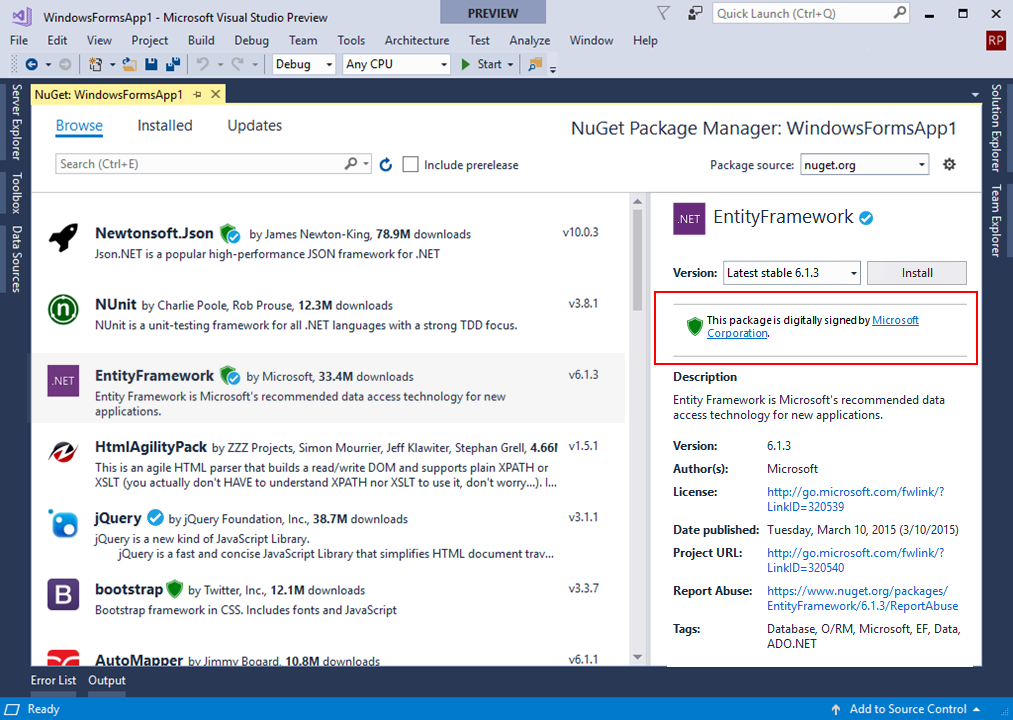 WindowsFormsApp1 - Microsoft Visual Studio Preview
PREVIEW
Quick Launch (Ctrl+Q)
File Edit View Project Build Debug Team Tools Architecture Test Analyze Window Help
RP
Debug Any CPU Start
Server Explorer
Toolbox
Data Sources
NuGet: WindowsFormsApp1
Solution Explorer
Team Explorer
Browse Installed Updates
NuGet Package Manager: WindowsFormsApp1
Search (Ctrl+E)
Include prerelease
Package source: nuget.org
Newtonsoft.Json by James Newton-King, 78.9M downloads v10.0.3
Json.NET is a popular high-performance JSON framework for .NET
n
NUnit by Charlie Poole, Rob Prouse, 12.3M downloads v3.8.1
NUnit is a unit-testing framework for all .NET languages with a strong TDD focus.
.NET
EntityFramework by Microsoft, 33.4M downloads v6.1.3
Entity Framework is Microsoft's recommended data access technology for new
applications.
HtmlAgilityPack by ZZZ Projects, Simon Mourrier, Jeff Klawiter, Stephan Grell, 4.66M v1.5.1
This is an agile HTML parser that builds a read/write DOM and supports plain XPATH or
XSLT (you actually don't HAVE to understand XPATH nor XSLT to use it, don't worry...). I...
jQuery by jQuery Foundation, Inc., 38.7M downloads v3.1.1
jQuery is a new kind of JavaScript Library.
jQuery is a fast and concise JavaScript Library that simplifies HTML document trav...
B
bootstrap by Twitter, Inc., 12.1M downloads v3.3.7
Bootstrap framework in CSS. Includes fonts and JavaScript
AutoMapper by Jimmy Bogard, 10.8M downloads v6.1.1
.NET
EntityFramework
Version: Latest stable 6.1.3 Install
This package is digitally signed by Microsoft
Corporation.
Description
Entity Framework is Microsoft's recommended data
access technology for new applications.
Version: 6.1.3
Author(s): Microsoft
License: http://go.microsoft.com/fwlink/?
LinkID=320539
Date published: Tuesday, March 10, 2015 (3/10/2015)
Project URL: http://go.microsoft.com/fwlink/?
LinkID=320540
Report Abuse: https://www.nuget.org/packages/
EntityFramework/6.1.3/ReportAbuse
Tags: Database, O/RM, Microsoft, EF, Data,
ADO.NET
Error List Output
Ready
Add to Source Control